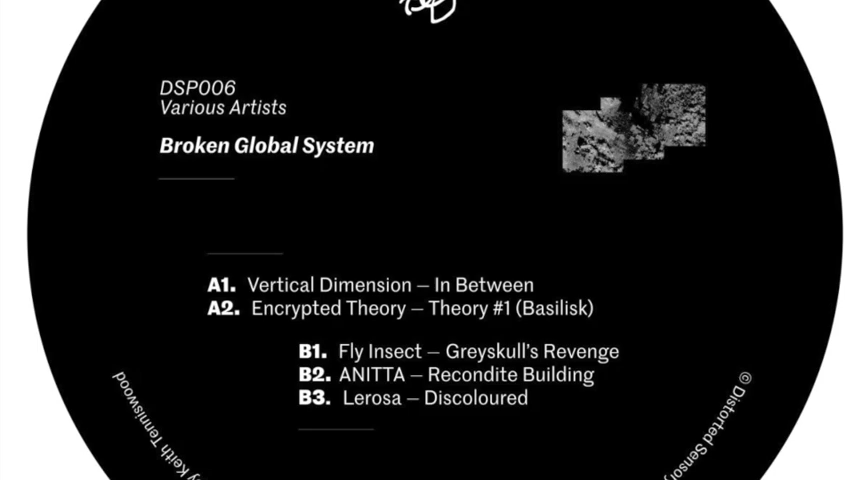 DSP006
Various Artists
Broken Global System
A1. Vertical Dimension – In Between
A2. Encrypted Theory – Theory #1 (Basilisk)
B1. Fly Insect – Greyskull's Revenge
B2. ANITTA – Recondite Building
B3. Lerosa – Discoloured
Keith Tenniswood
© Distorted Sensory